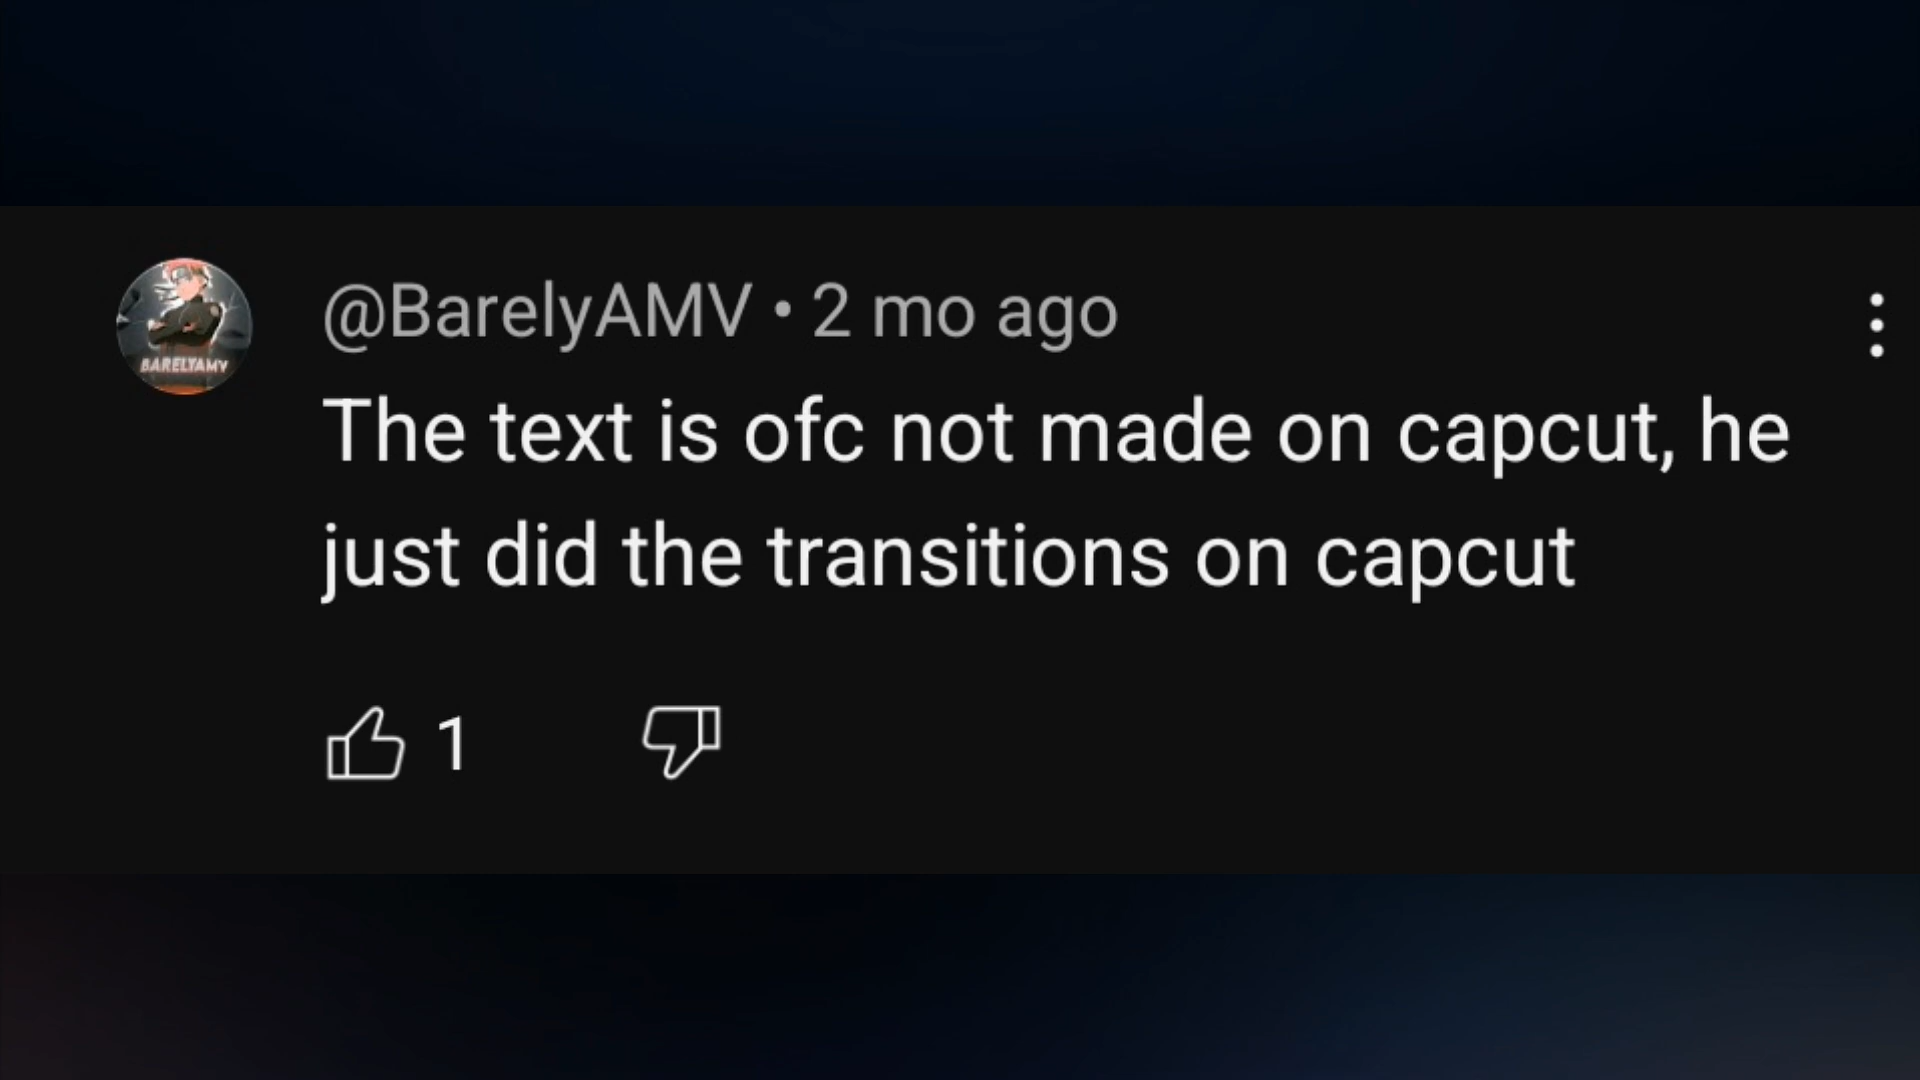 @BarelyAMV • 2 mo ago
The text is ofc not made on capcut, he
just did the transitions on capcut
1
BARELYAMV